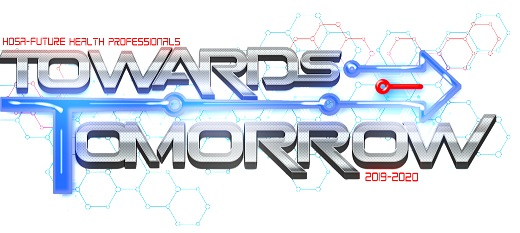 HOSA-FUTURE HEALTH PROFESSIONALS
TOWARDS
TOMORROW
2019-2020